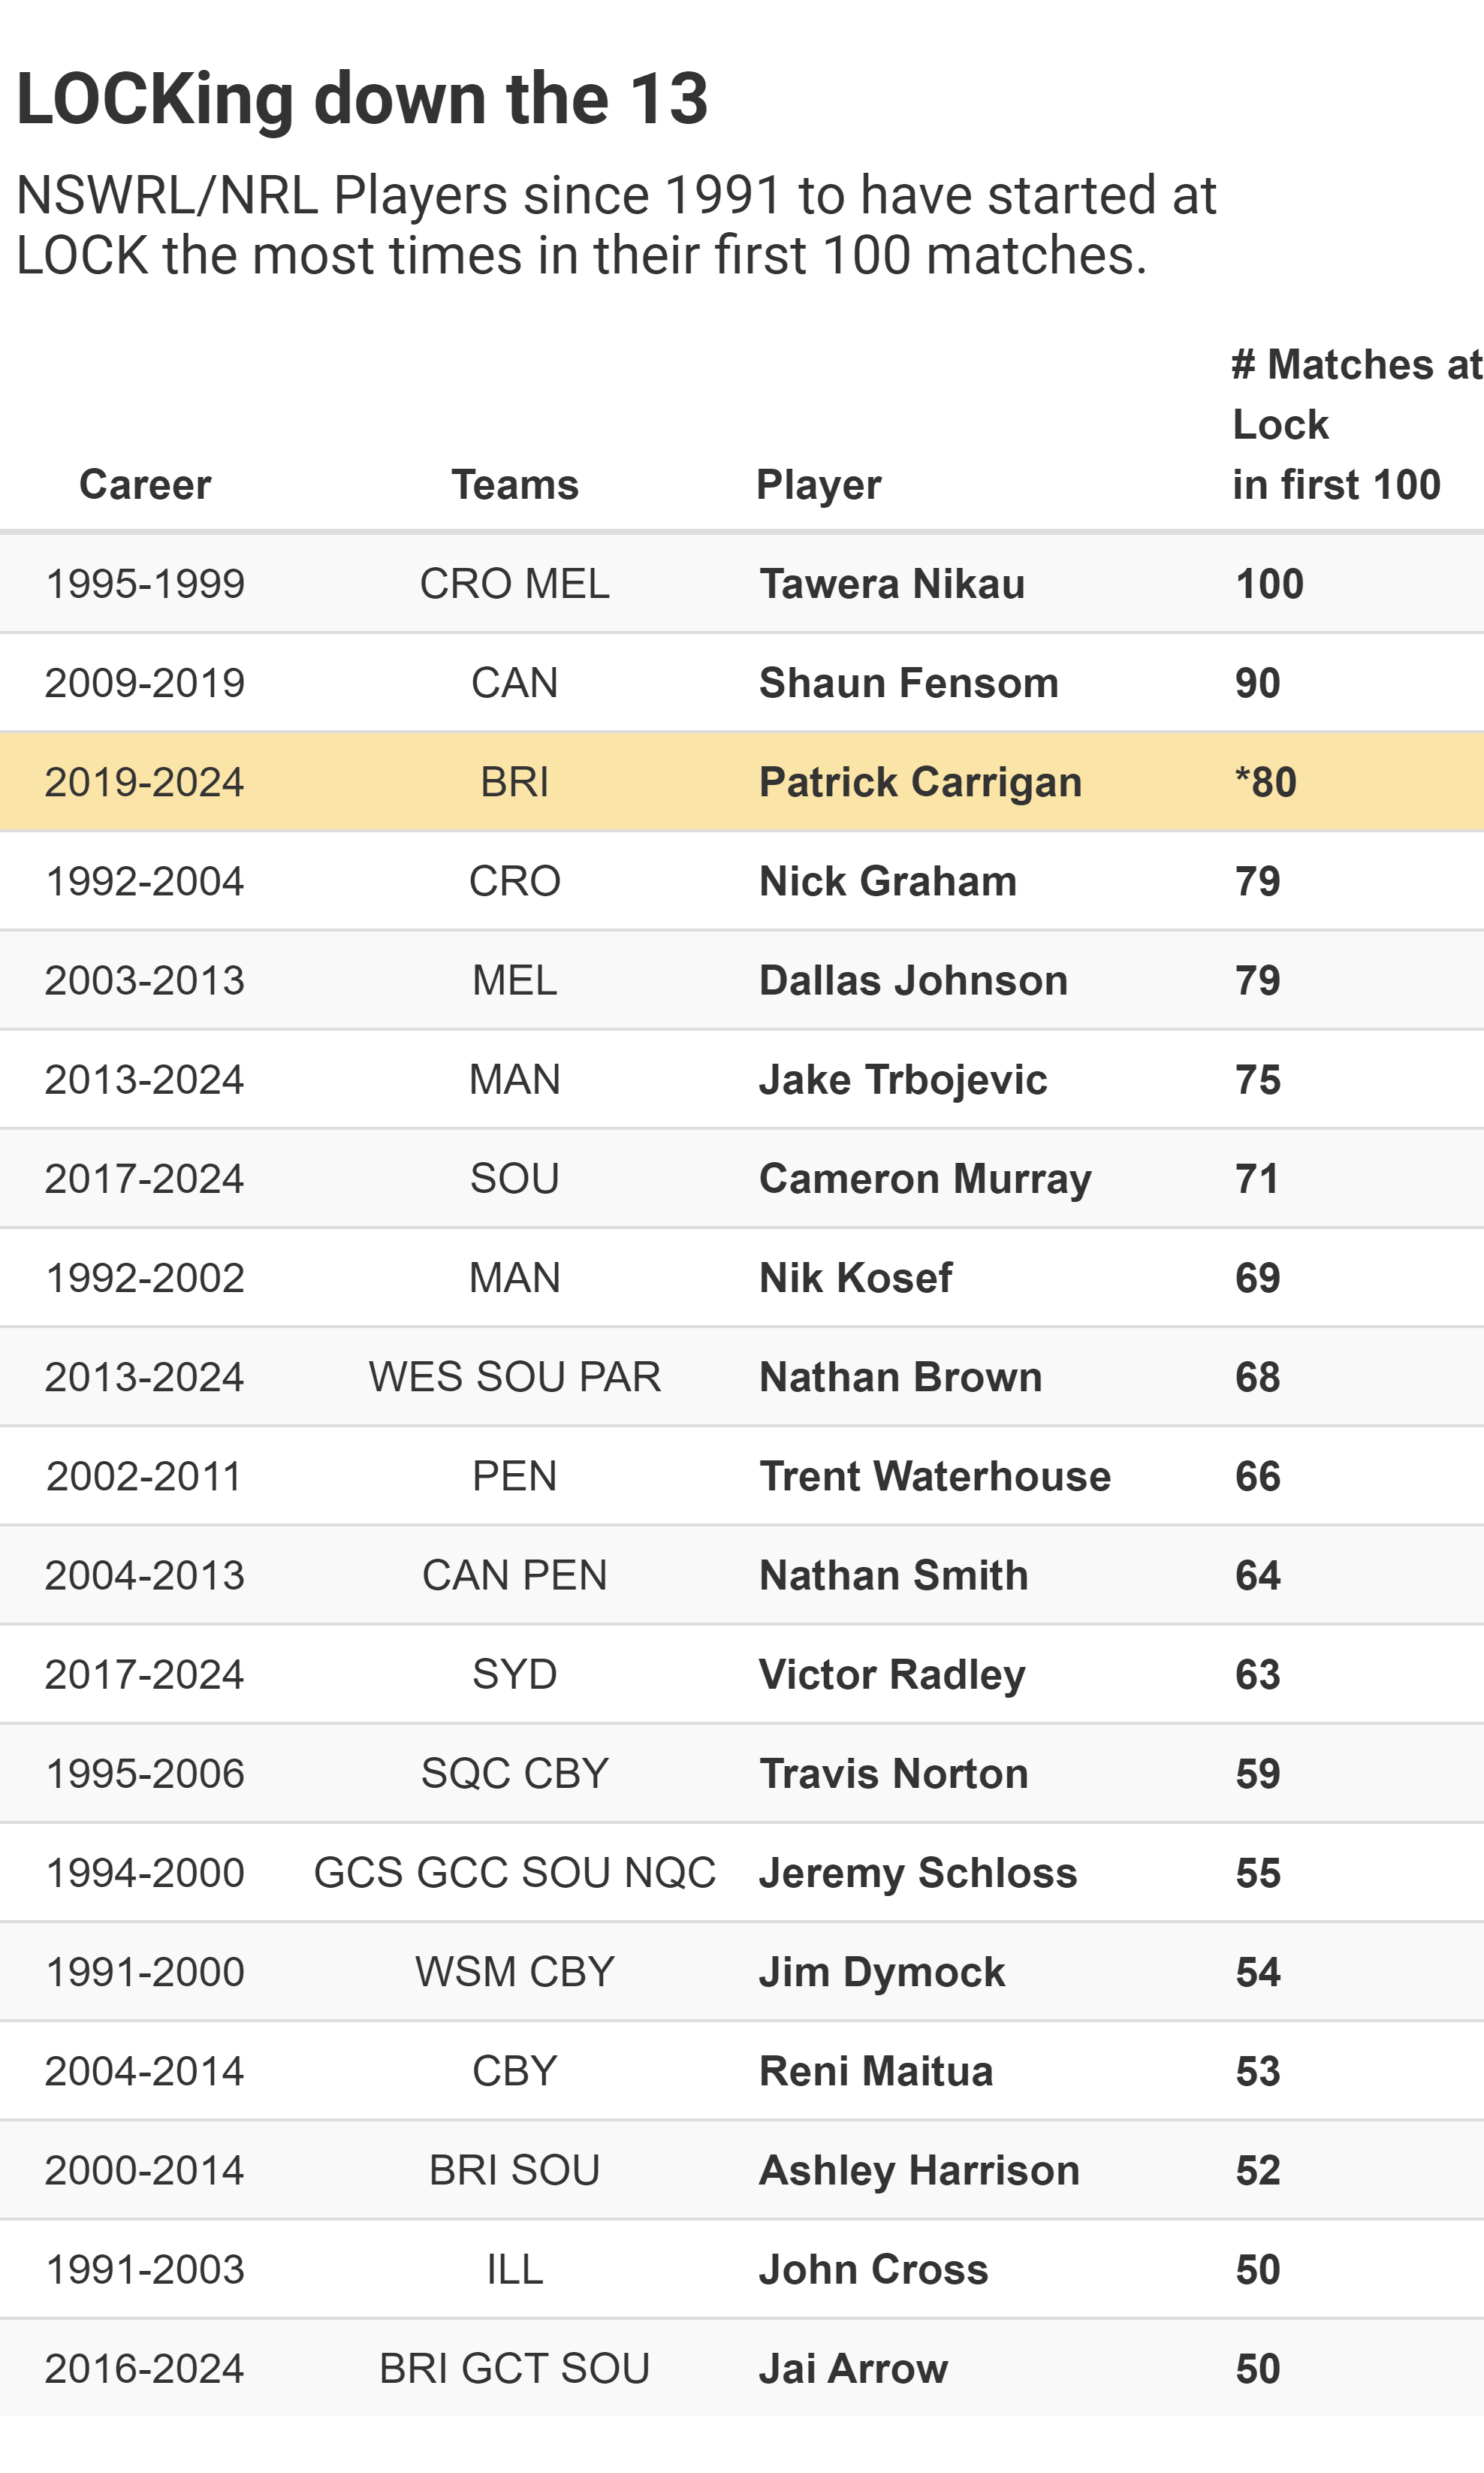 LOCKing down the 13
NSWRL/NRL Players since 1991 to have started at
LOCK the most times in their first 100 matches.
# Matches at
Lock
Career Teams Player in first 100
1995-1999 CRO MEL Tawera Nikau 100
2009-2019 CAN Shaun Fensom 90
2019-2024 BRI Patrick Carrigan *80
1992-2004 CRO Nick Graham 79
2003-2013 MEL Dallas Johnson 79
2013-2024 MAN Jake Trbojevic 75
2017-2024 SOU Cameron Murray 71
1992-2002 MAN Nik Kosef 69
2013-2024 WES SOU PAR Nathan Brown 68
2002-2011 PEN Trent Waterhouse 66
2004-2013 CAN PEN Nathan Smith 64
2017-2024 SYD Victor Radley 63
1995-2006 SQC CBY Travis Norton 59
1994-2000 GCS GCC SOU NQC Jeremy Schloss 55
1991-2000 WSM CBY Jim Dymock 54
2004-2014 CBY Reni Maitua 53
2000-2014 BRI SOU Ashley Harrison 52
1991-2003 ILL John Cross 50
2016-2024 BRI GCT SOU Jai Arrow 50